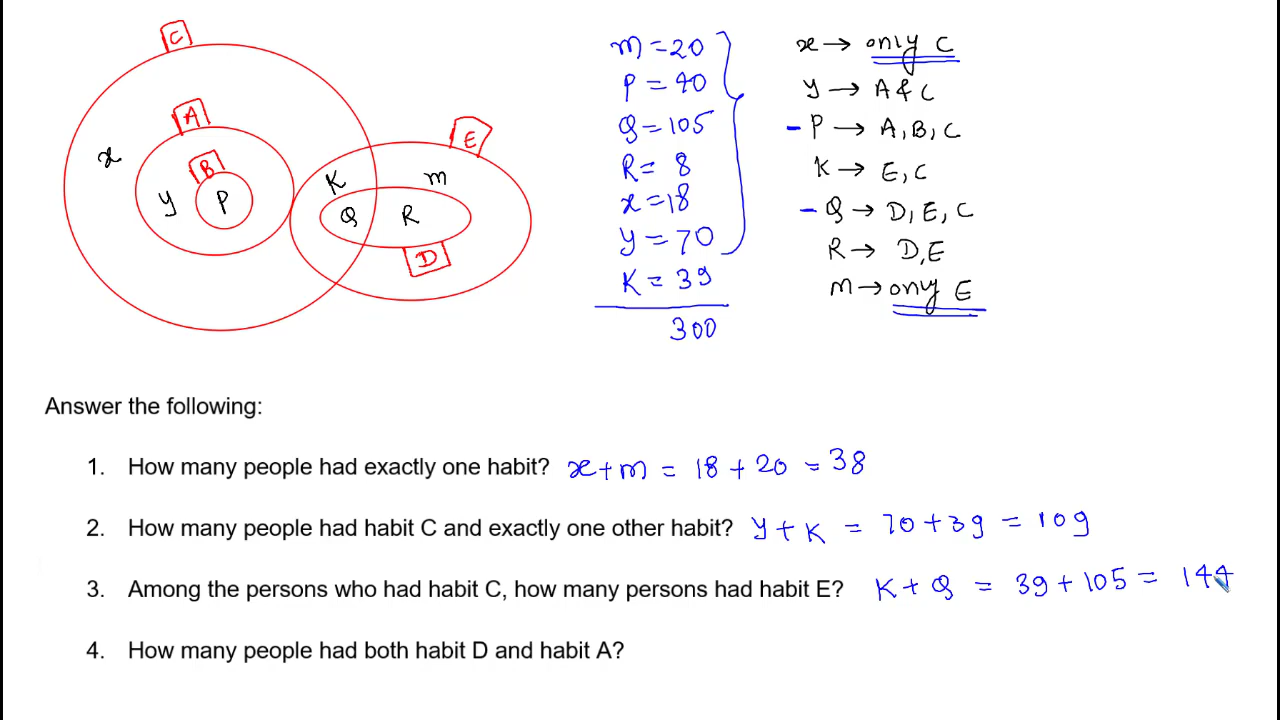 C
A
B
E
D
x
y
P
K
m
Q
R
m = 20
P = 40
Q = 105
R = 8
x = 18
y = 70
K = 39
300
x → only C
y → A & C
- P → A, B, C
K → E, C
- Q → D, E, C
R → D, E
m → only E
Answer the following:
1. How many people had exactly one habit? x + m = 18 + 20 = 38
2. How many people had habit C and exactly one other habit? y + K = 70 + 39 = 109
3. Among the persons who had habit C, how many persons had habit E? K + Q = 39 + 105 = 144
4. How many people had both habit D and habit A?